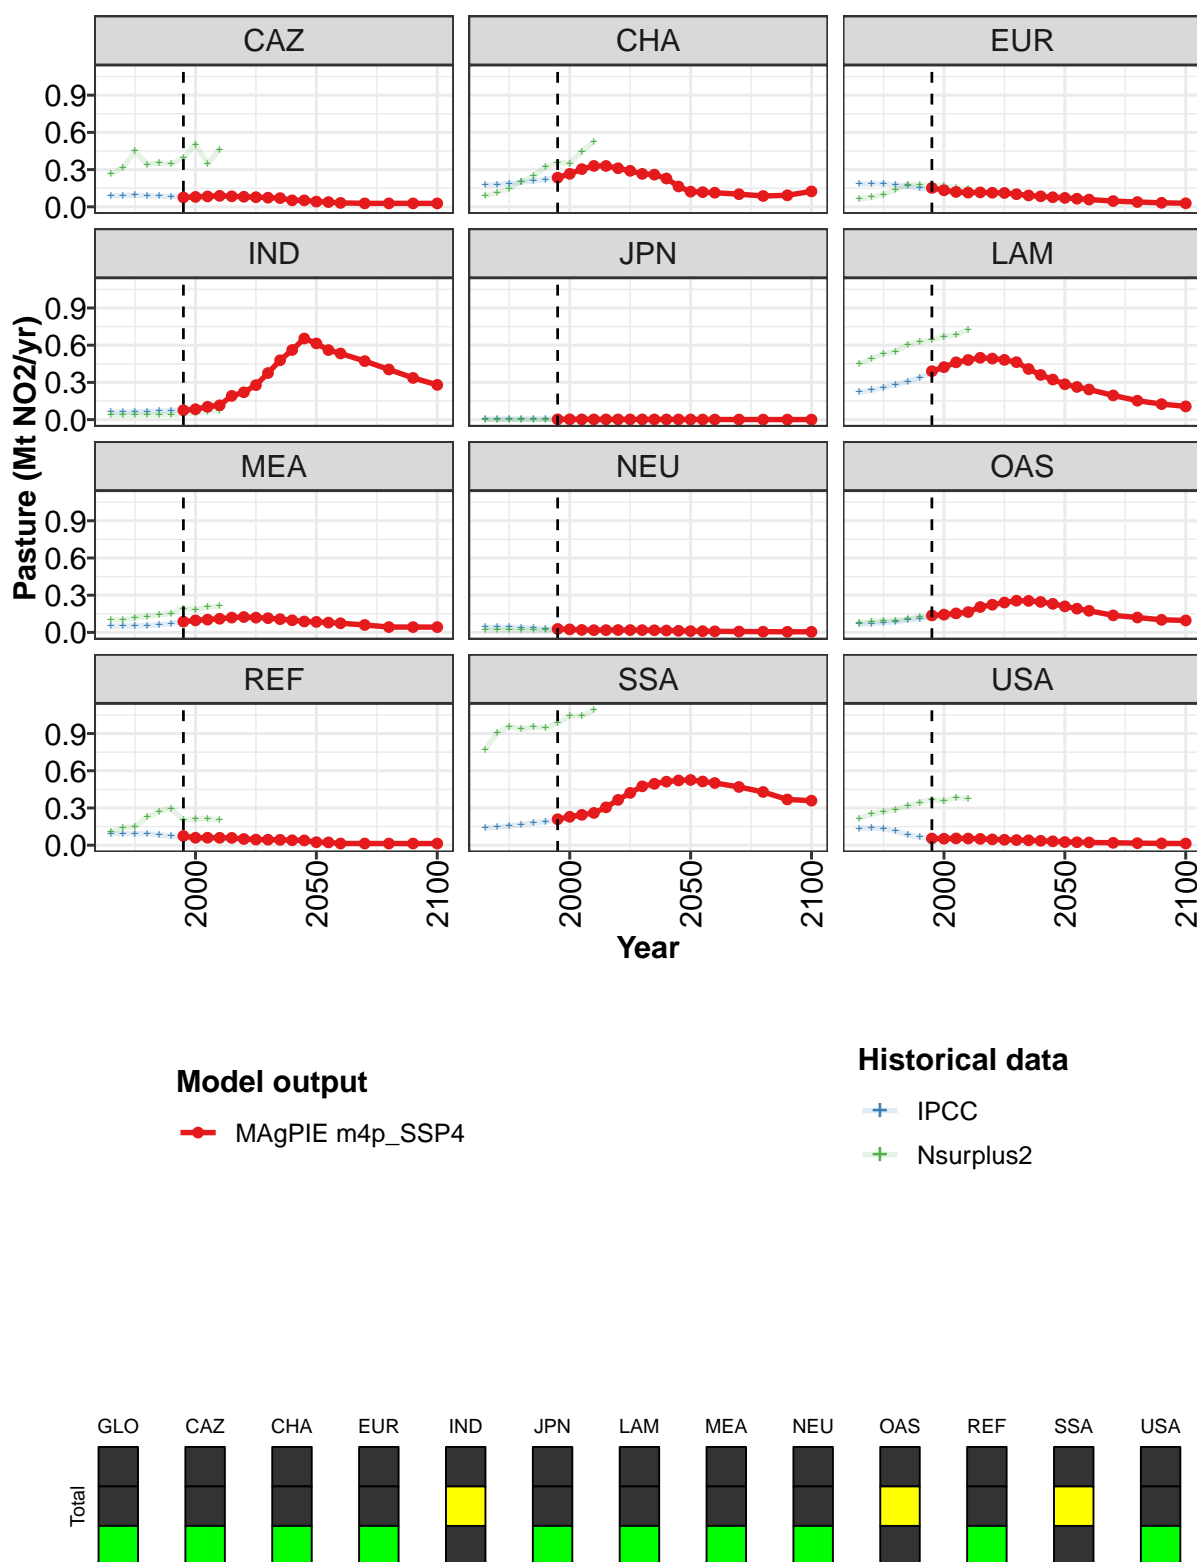 CAZ CHA EUR
0.9
0.6
0.3
0.0
IND JPN LAM
0.9
0.6
0.3
0.0
MEA NEU OAS
0.9
0.6
0.3
0.0
REF SSA USA
0.9
0.6
0.3
0.0
Pasture (Mt NO2/yr)
2000 2050 2100 2000 2050 2100 2000 2050 2100
Year
Model output
MAgPIE m4p_SSP4
Historical data
IPCC
Nsurplus2
GLO CAZ CHA EUR IND JPN LAM MEA NEU OAS REF SSA USA
Total